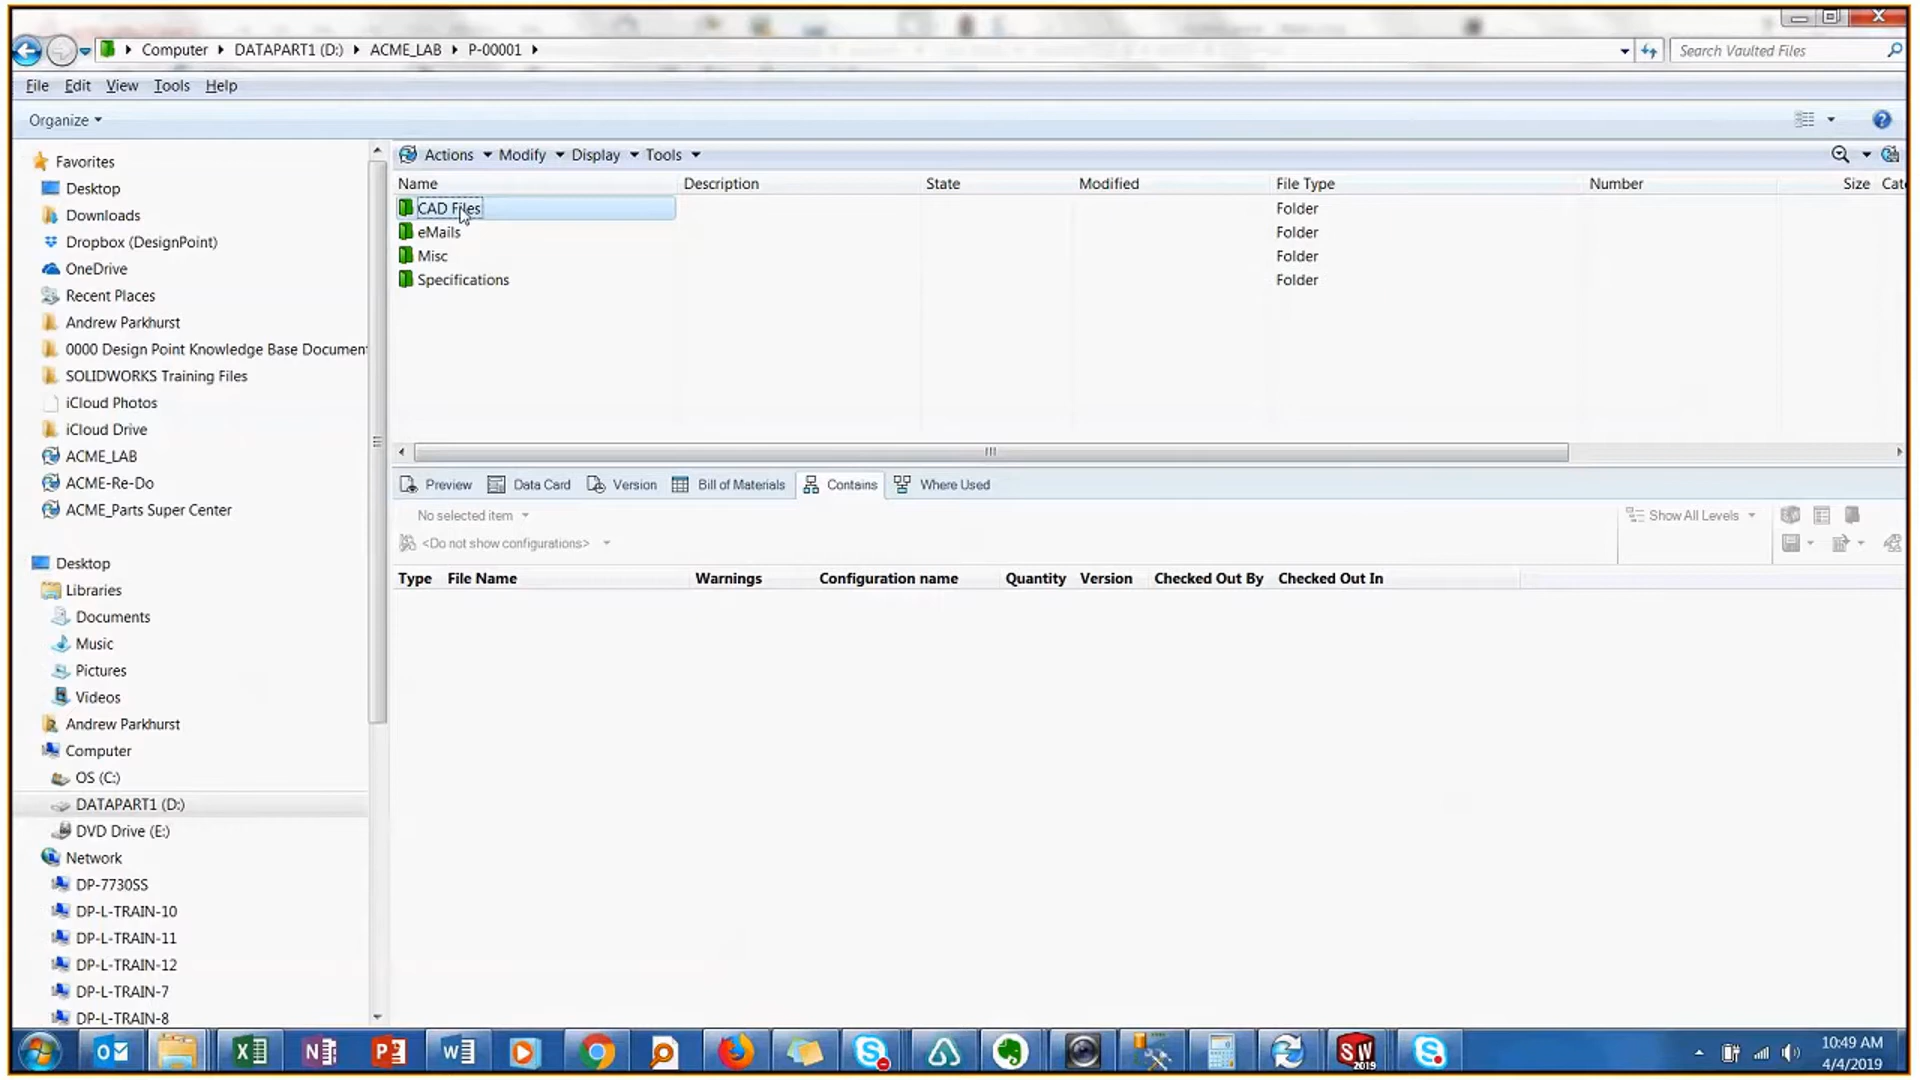 Computer DATAPART1 (D:) ACME_LAB P-00001 Search Vaulted Files
File Edit View Tools Help
Organize
Favorites
Desktop
Downloads
Dropbox (DesignPoint)
OneDrive
Recent Places
Andrew Parkhurst
0000 Design Point Knowledge Base Document
SOLIDWORKS Training Files
iCloud Photos
iCloud Drive
ACME_LAB
ACME-Re-Do
ACME_Parts Super Center
Desktop
Libraries
Documents
Music
Pictures
Videos
Andrew Parkhurst
Computer
OS (C:)
DATAPART1 (D:)
DVD Drive (E:)
Network
DP-7730SS
DP-L-TRAIN-10
DP-L-TRAIN-11
DP-L-TRAIN-12
DP-L-TRAIN-7
DP-L-TRAIN-8
Actions Modify Display Tools
Name Description State Modified File Type Number Size Cat
CAD Files Folder
eMails Folder
Misc Folder
Specifications Folder
Preview Data Card Version Bill of Materials Contains Where Used
No selected item Show All Levels
<Do not show configurations>
Type File Name Warnings Configuration name Quantity Version Checked Out By Checked Out In
10:49 AM
4/4/2019
SW
2019